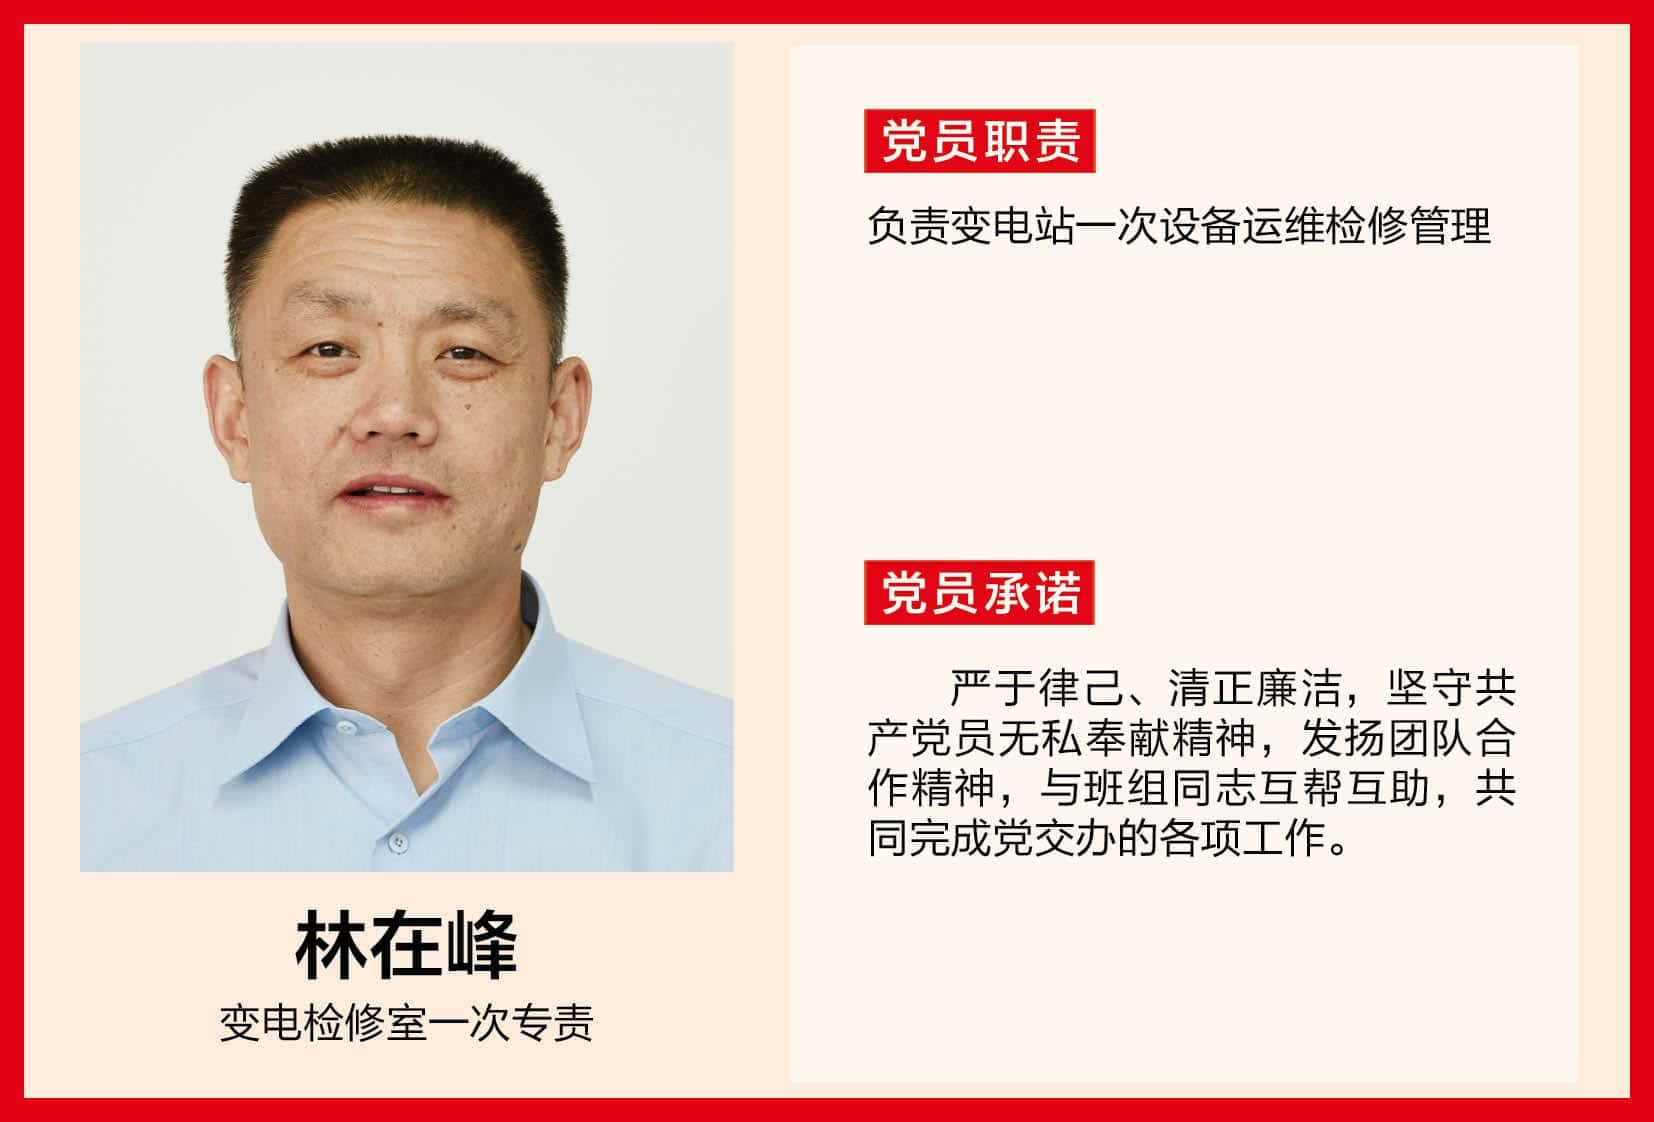 林在峰
变电检修室一次专责
党员职责
负责变电站一次设备运维检修管理
党员承诺
严于律己、清正廉洁，坚守共
产党员无私奉献精神，发扬团队合
作精神，与班组同志互帮互助，共
同完成党交办的各项工作。